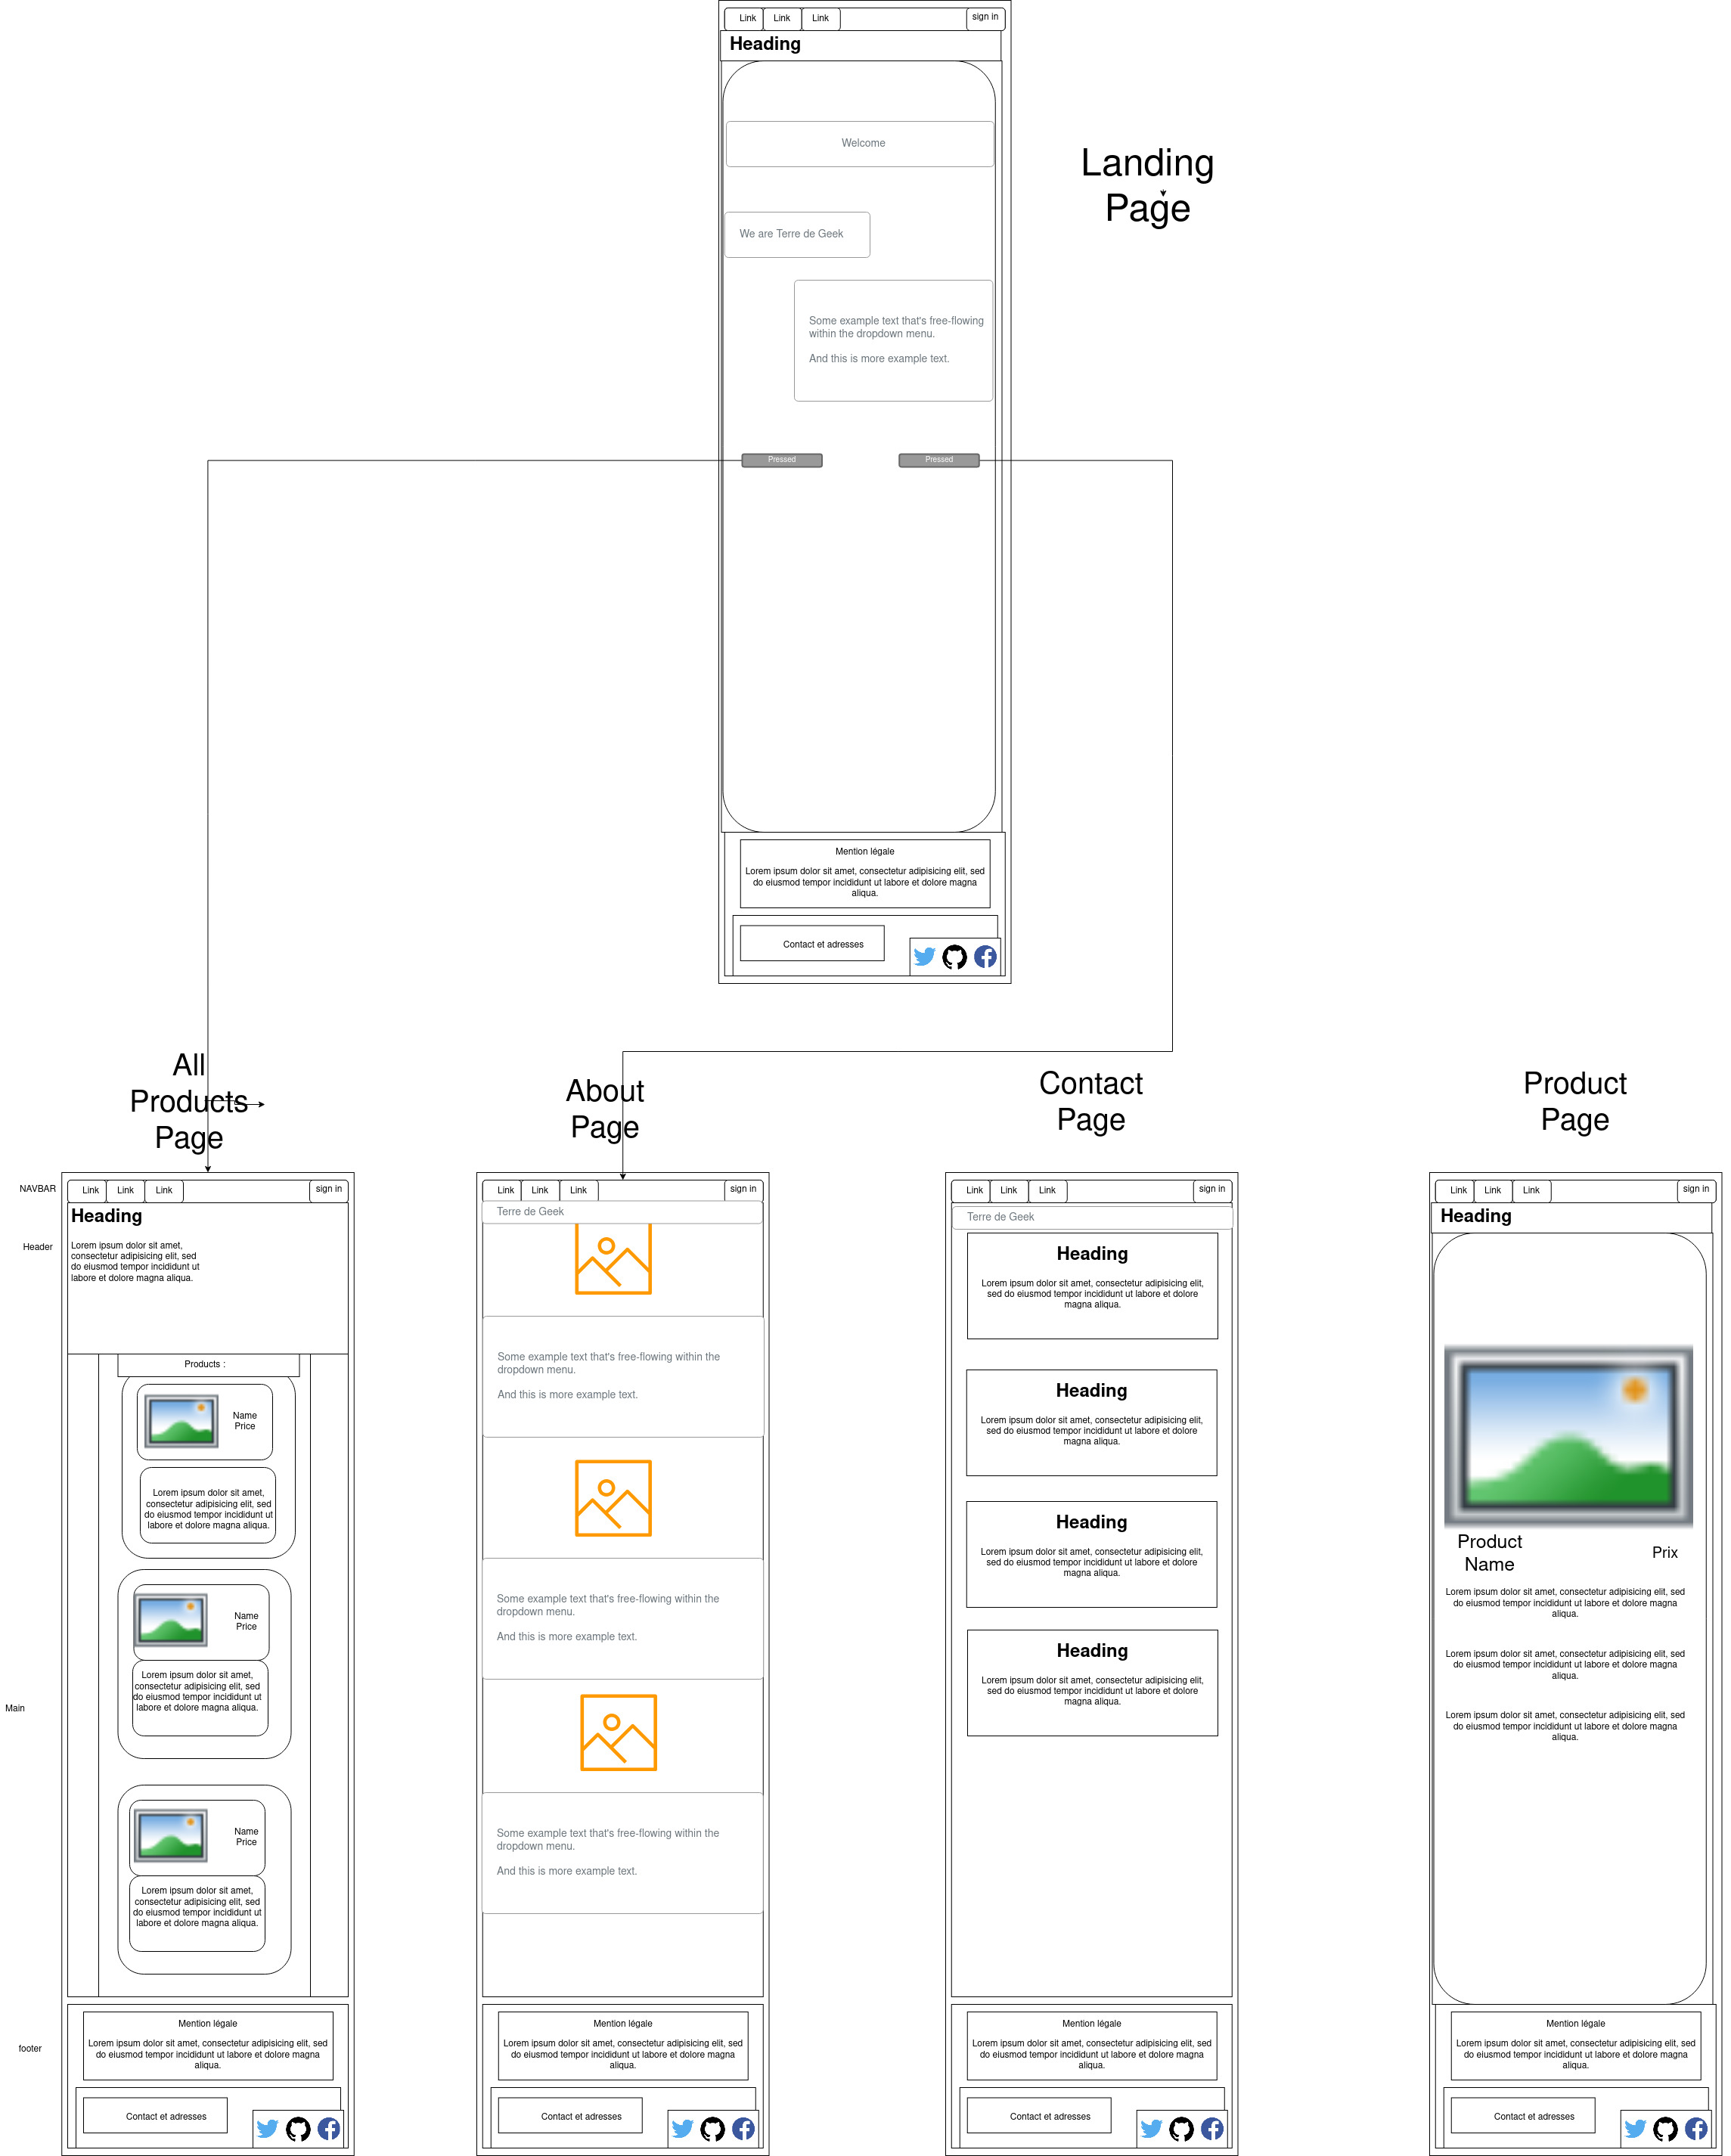 Link Link Link sign in
Heading
Welcome
Landing
Page
We are Terre de Geek
Some example text that's free-flowing
within the dropdown menu.
And this is more example text.
Pressed Pressed
Mention légale
Lorem ipsum dolor sit amet, consectetur adipisicing elit, sed
do eiusmod tempor incididunt ut labore et dolore magna
aliqua.
Contact et adresses
All
Products
Page
NAVBAR
Header
Main
footer
Link Link Link sign in
Heading
Lorem ipsum dolor sit amet,
consectetur adipisicing elit, sed
do eiusmod tempor incididunt ut
labore et dolore magna aliqua.
Products :
Name
Price
Lorem ipsum dolor sit amet,
consectetur adipisicing elit, sed
do eiusmod tempor incididunt ut
labore et dolore magna aliqua.
Name
Price
Lorem ipsum dolor sit amet,
consectetur adipisicing elit, sed
do eiusmod tempor incididunt ut
labore et dolore magna aliqua.
Name
Price
Lorem ipsum dolor sit amet,
consectetur adipisicing elit, sed
do eiusmod tempor incididunt ut
labore et dolore magna aliqua.
Mention légale
Lorem ipsum dolor sit amet, consectetur adipisicing elit, sed
do eiusmod tempor incididunt ut labore et dolore magna
aliqua.
Contact et adresses
About
Page
Link Link Link sign in
Terre de Geek
Some example text that's free-flowing within the
dropdown menu.
And this is more example text.
Some example text that's free-flowing within the
dropdown menu.
And this is more example text.
Some example text that's free-flowing within the
dropdown menu.
And this is more example text.
Mention légale
Lorem ipsum dolor sit amet, consectetur adipisicing elit, sed
do eiusmod tempor incididunt ut labore et dolore magna
aliqua.
Contact et adresses
Contact
Page
Link Link Link sign in
Terre de Geek
Heading
Lorem ipsum dolor sit amet, consectetur adipisicing elit,
sed do eiusmod tempor incididunt ut labore et dolore
magna aliqua.
Heading
Lorem ipsum dolor sit amet, consectetur adipisicing elit,
sed do eiusmod tempor incididunt ut labore et dolore
magna aliqua.
Heading
Lorem ipsum dolor sit amet, consectetur adipisicing elit,
sed do eiusmod tempor incididunt ut labore et dolore
magna aliqua.
Heading
Lorem ipsum dolor sit amet, consectetur adipisicing elit,
sed do eiusmod tempor incididunt ut labore et dolore
magna aliqua.
Mention légale
Lorem ipsum dolor sit amet, consectetur adipisicing elit, sed
do eiusmod tempor incididunt ut labore et dolore magna
aliqua.
Contact et adresses
Product
Page
Link Link Link sign in
Heading
Product
Name
Prix
Lorem ipsum dolor sit amet, consectetur adipisicing elit, sed
do eiusmod tempor incididunt ut labore et dolore magna
aliqua.
Lorem ipsum dolor sit amet, consectetur adipisicing elit, sed
do eiusmod tempor incididunt ut labore et dolore magna
aliqua.
Lorem ipsum dolor sit amet, consectetur adipisicing elit, sed
do eiusmod tempor incididunt ut labore et dolore magna
aliqua.
Mention légale
Lorem ipsum dolor sit amet, consectetur adipisicing elit, sed
do eiusmod tempor incididunt ut labore et dolore magna
aliqua.
Contact et adresses